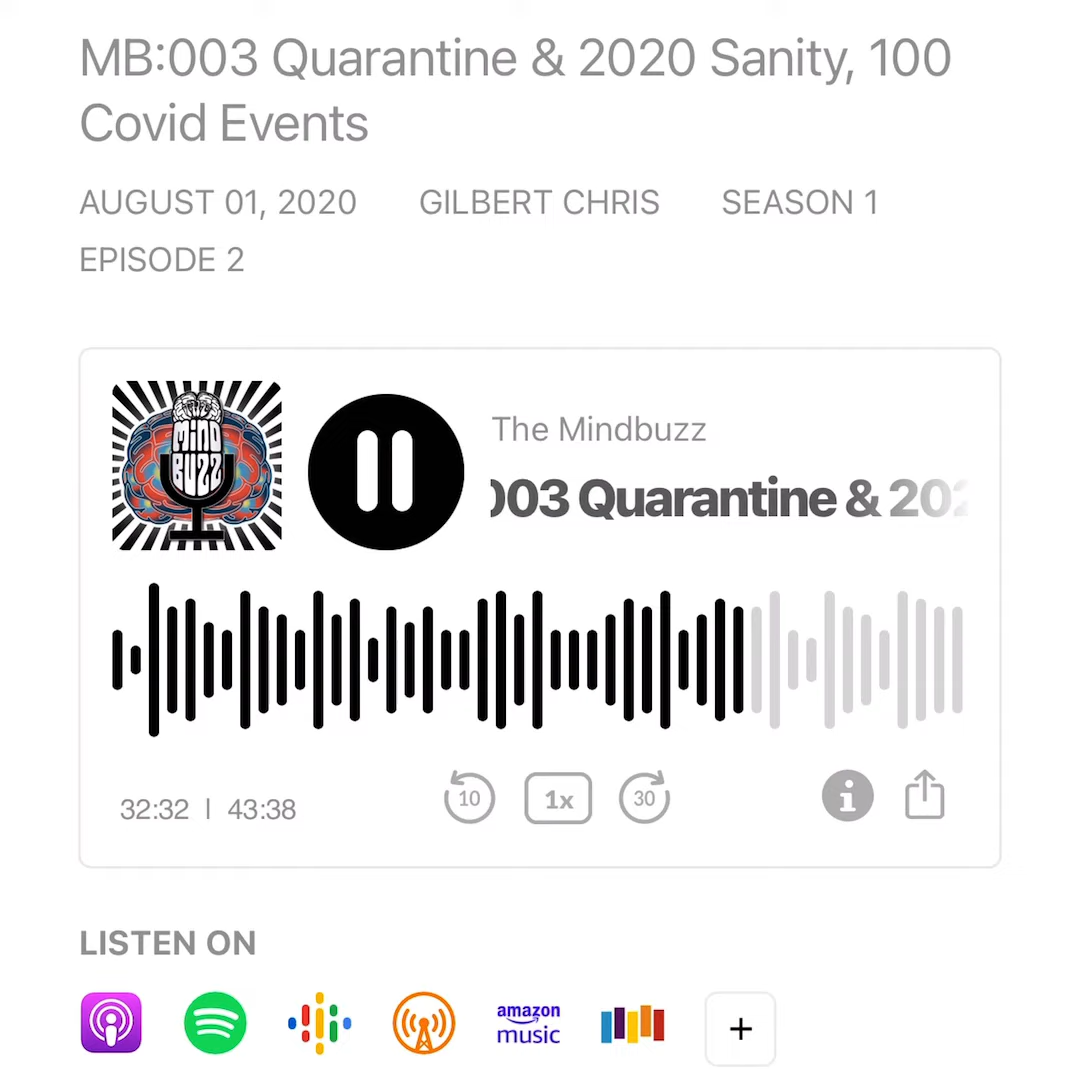 MB:003 Quarantine & 2020 Sanity, 100
Covid Events
AUGUST 01, 2020 GILBERT CHRIS SEASON 1
EPISODE 2
MIND
BUZZ
The Mindbuzz
003 Quarantine & 202
32:32 | 43:38
10
1x
30
i
LISTEN ON
amazon
music
+